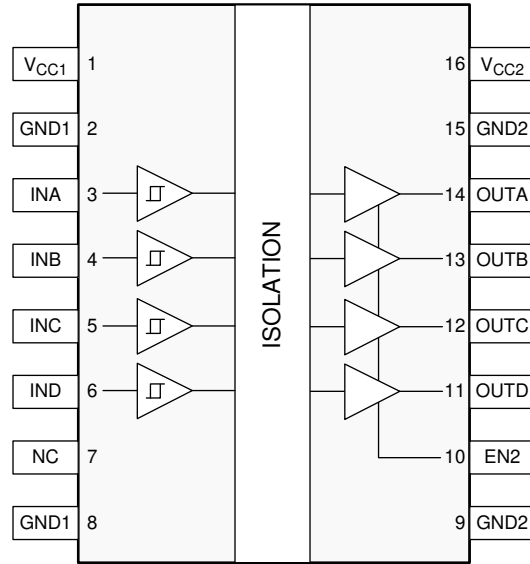 VCC1 1 16 VCC2
GND1 2 15 GND2
INA 3 14 OUTA
INB 4 13 OUTB
INC 5 12 OUTC
IND 6 11 OUTD
NC 7 10 EN2
GND1 8 9 GND2
ISOLATION